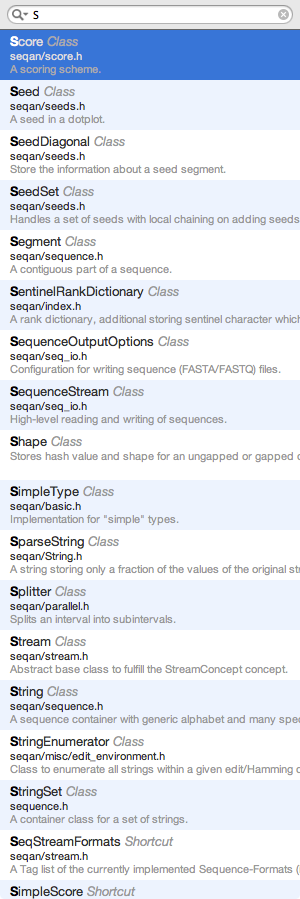 S
Score Class
seqan/score.h
A scoring scheme.
Seed Class
seqan/seeds.h
A seed in a dotplot.
SeedDiagonal Class
seqan/seeds.h
Store the information about a seed segment.
SeedSet Class
seqan/seeds.h
Handles a set of seeds with local chaining on adding seeds
Segment Class
seqan/sequence.h
A contiguous part of a sequence.
SentinelRankDictionary Class
seqan/index.h
A rank dictionary, additional storing sentinel character which
SequenceOutputOptions Class
seqan/seq_io.h
Configuration for writing sequence (FASTA/FASTQ) files.
SequenceStream Class
seqan/seq_io.h
High-level reading and writing of sequences.
Shape Class
Stores hash value and shape for an ungapped or gapped
SimpleType Class
seqan/basic.h
Implementation for "simple" types.
SparseString Class
seqan/String.h
A string storing only a fraction of the values of the original str
Splitter Class
seqan/parallel.h
Splits an interval into subintervals.
Stream Class
seqan/stream.h
Abstract base class to fulfill the StreamConcept concept.
String Class
seqan/sequence.h
A sequence container with generic alphabet and many spec
StringEnumerator Class
seqan/misc/edit_environment.h
Class to enumerate all strings within a given edit/Hamming
StringSet Class
sequence.h
A container class for a set of strings.
SeqStreamFormats Shortcut
seqan/stream.h
A Tag list of the currently implemented Sequence-Formats (
SimpleScore Shortcut